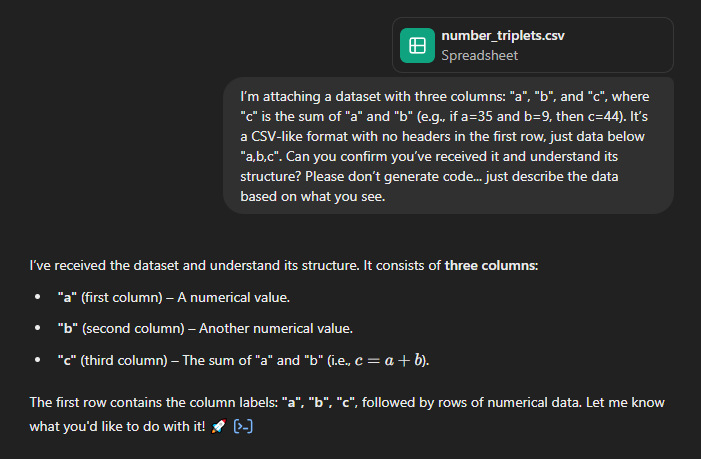 number_triplets.csv
Spreadsheet
I'm attaching a dataset with three columns: "a", "b", and "c", where
"c" is the sum of "a" and "b" (e.g., if a=35 and b=9, then c=44). It's
a CSV-like format with no headers in the first row, just data below
"a,b,c". Can you confirm you've received it and understand its
structure? Please don't generate code... just describe the data
based on what you see.
I've received the dataset and understand its structure. It consists of three columns:
• "a" (first column) – A numerical value.
• "b" (second column) – Another numerical value.
• "c" (third column) – The sum of "a" and "b" (i.e., c = a + b).
The first row contains the column labels: "a", "b", "c", followed by rows of numerical data. Let me know
what you'd like to do with it! 🚀 [>-]